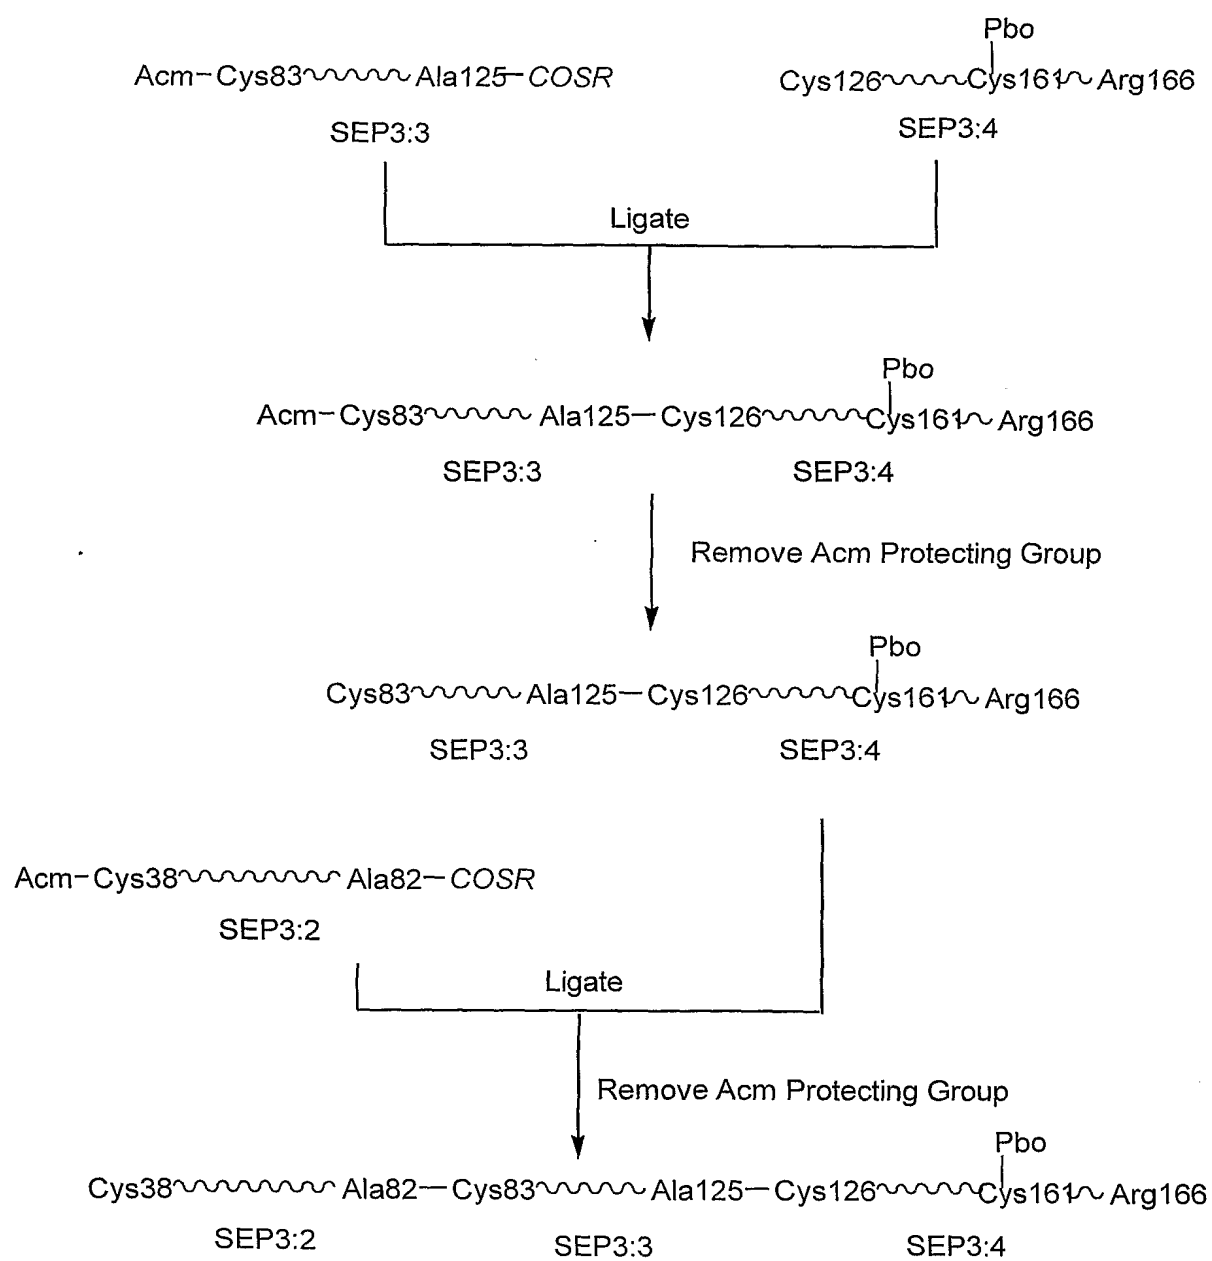 Pbo
Acm-Cys83 Ala125-COSR Cys126 Cys161 Arg166
SEP3:3 SEP3:4
Ligate
Pbo
Acm-Cys83 Ala125-Cys126 Cys161 Arg166
SEP3:3 SEP3:4
Remove Acm Protecting Group
Pbo
Cys83 Ala125-Cys126 Cys161 Arg166
SEP3:3 SEP3:4
Acm-Cys38 Ala82-COSR
SEP3:2
Ligate
Remove Acm Protecting Group
Pbo
Cys38 Ala82-Cys83 Ala125-Cys126 Cys161 Arg166
SEP3:2 SEP3:3 SEP3:4